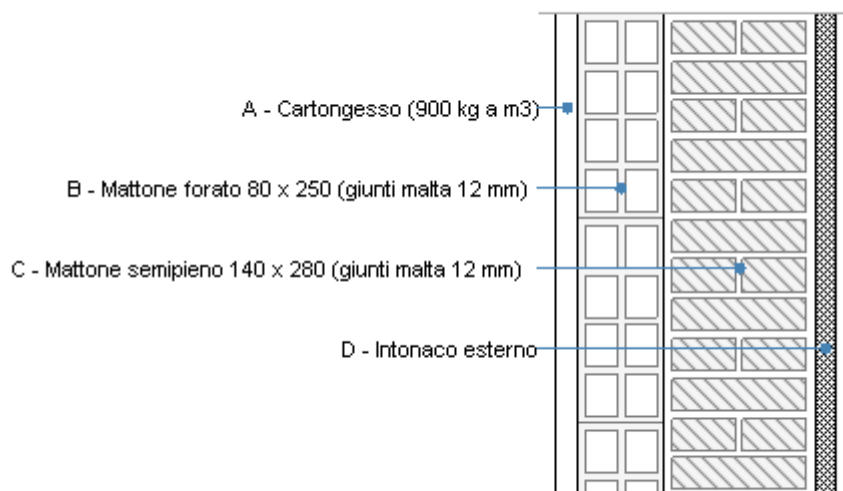 A - Cartongesso (900 kg a m3)
B - Mattone forato 80 x 250 (giunti malta 12 mm)
C - Mattone semipieno 140 x 280 (giunti malta 12 mm)
D - Intonaco esterno